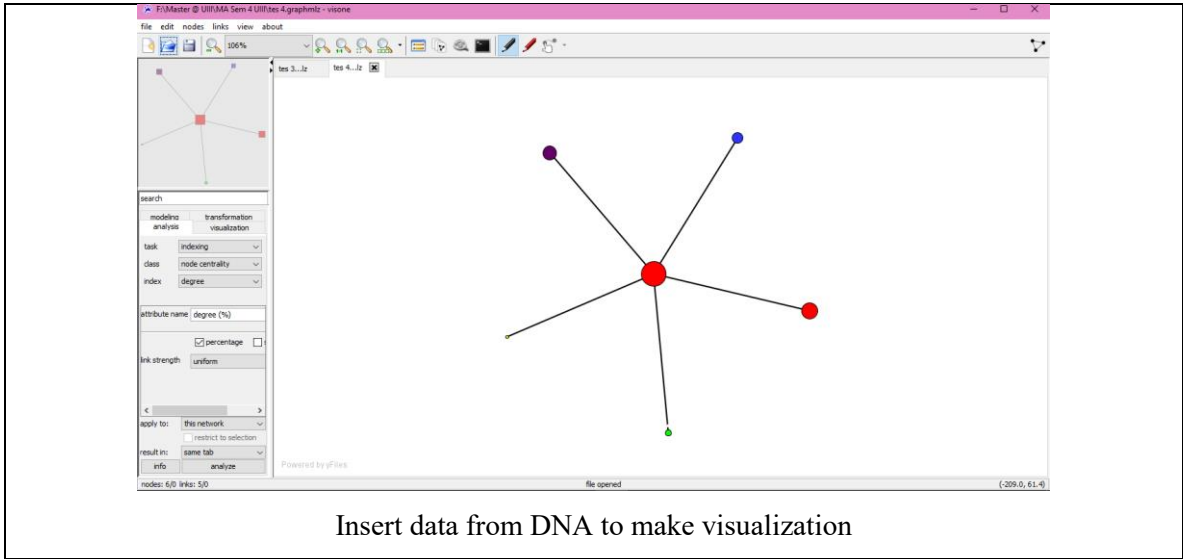 F:\Master @ UIII\MA Sem 4 UIII\tes 4.graphmlz - visone
file edit nodes links view about
106%
tes 3...lz tes 4...lz
search
modeling transformation
analysis visualization
task indexing
class node centrality
index degree
attribute name degree (%)
percentage
link strength uniform
apply to: this network
restrict to selection
result in: same tab
info analyze
Powered by yFiles
nodes: 6/0 links: 5/0 file opened (-209.0, 61.4)
Insert data from DNA to make visualization